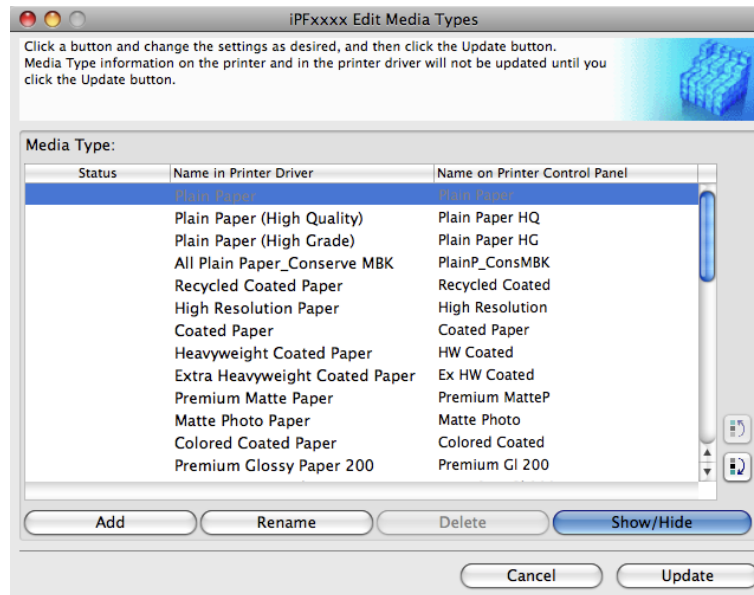 iPFxxxx Edit Media Types
Click a button and change the settings as desired, and then click the Update button.
Media Type information on the printer and in the printer driver will not be updated until you
click the Update button.
Media Type:
Status Name in Printer Driver Name on Printer Control Panel
Plain Paper Plain Paper
Plain Paper (High Quality) Plain Paper HQ
Plain Paper (High Grade) Plain Paper HG
All Plain Paper_Conserve MBK PlainP_ConsMBK
Recycled Coated Paper Recycled Coated
High Resolution Paper High Resolution
Coated Paper Coated Paper
Heavyweight Coated Paper HW Coated
Extra Heavyweight Coated Paper Ex HW Coated
Premium Matte Paper Premium MatteP
Matte Photo Paper Matte Photo
Colored Coated Paper Colored Coated
Premium Glossy Paper 200 Premium Gl 200
Add Rename Delete Show/Hide
Cancel Update